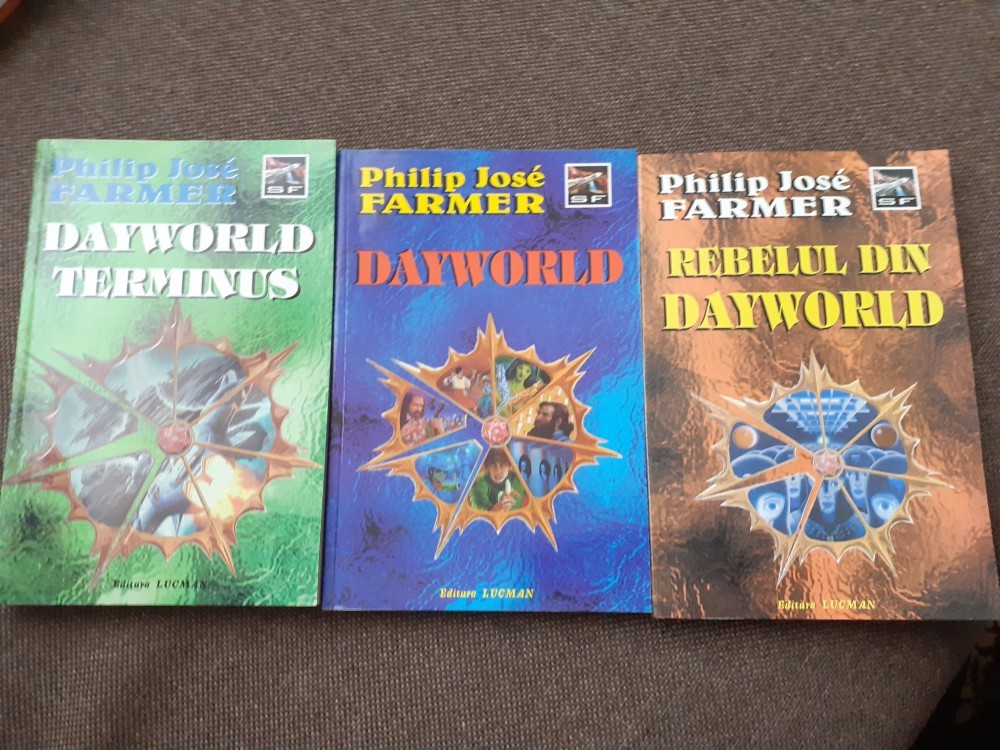 Philip José
FARMER
SF
DAYWORLD
TERMINUS
Editura LUCMAN
Philip José
FARMER
SF
DAYWORLD
Editura LUCMAN
Philip José
FARMER
SF
REBELUL DIN
DAYWORLD
Editura LUCMAN